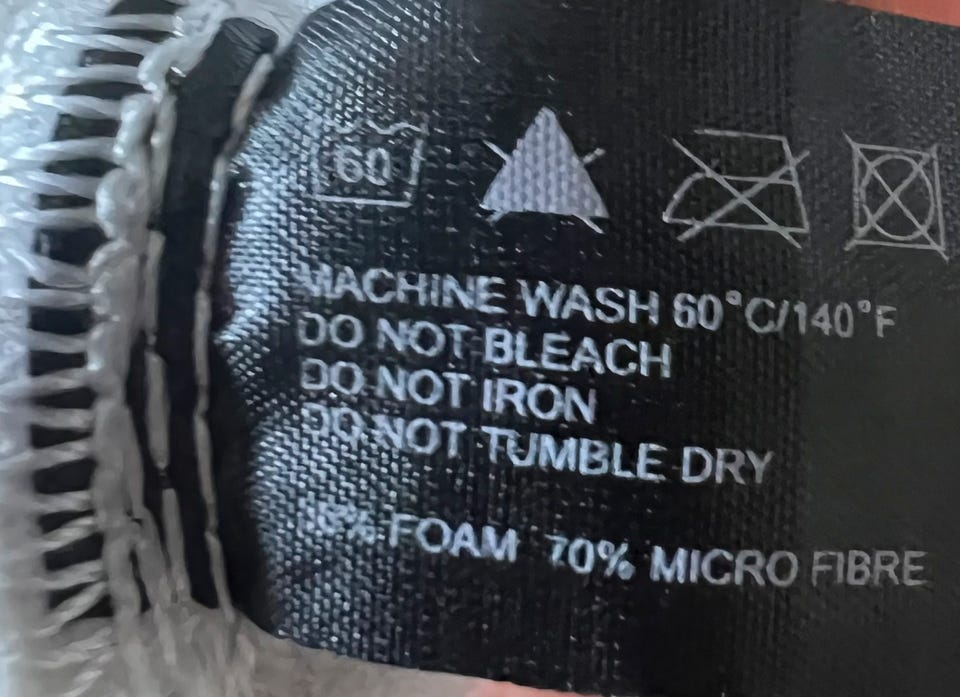 60
MACHINE WASH 60°C/140°F
DO NOT BLEACH
DO NOT IRON
DO NOT TUMBLE DRY
FOAM 70% MICRO FIBRE